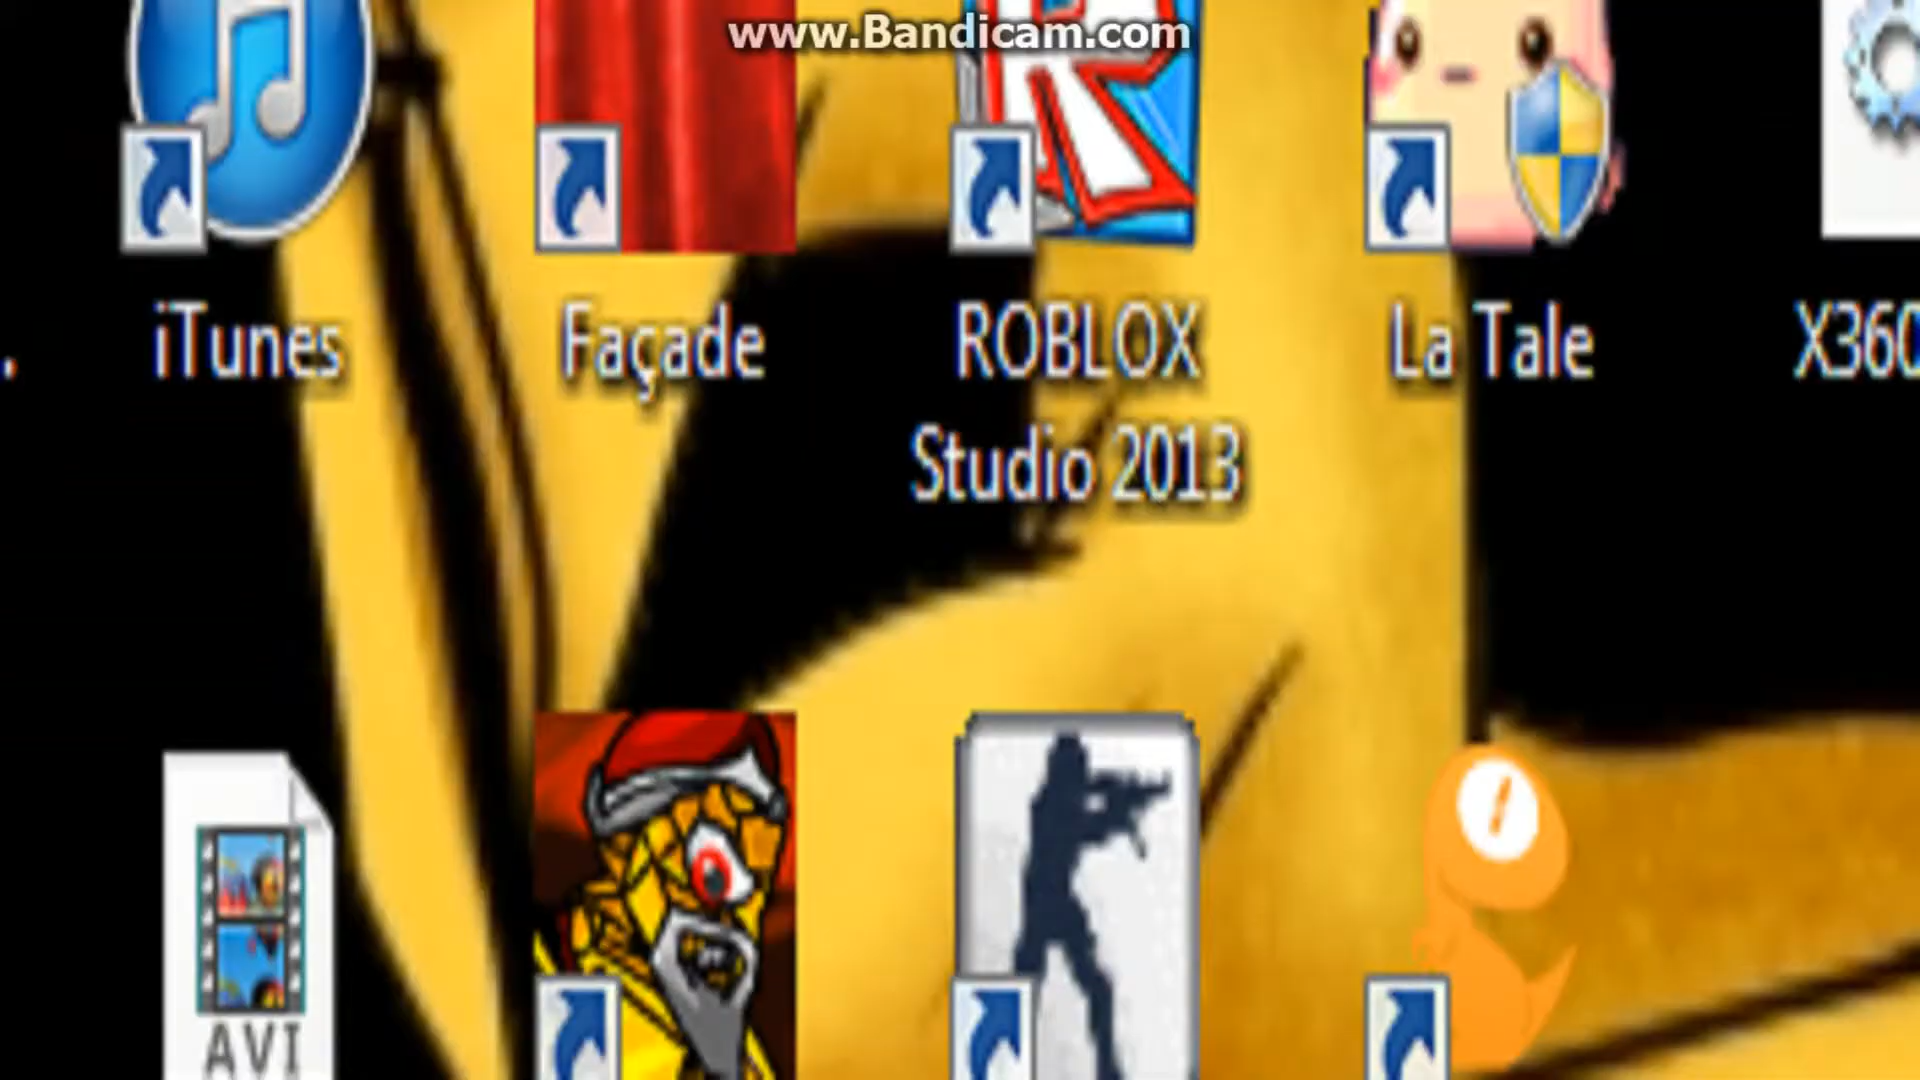 www.Bandicam.com
iTunes
Façade
ROBLOX
Studio 2013
La Tale
X360
AVI